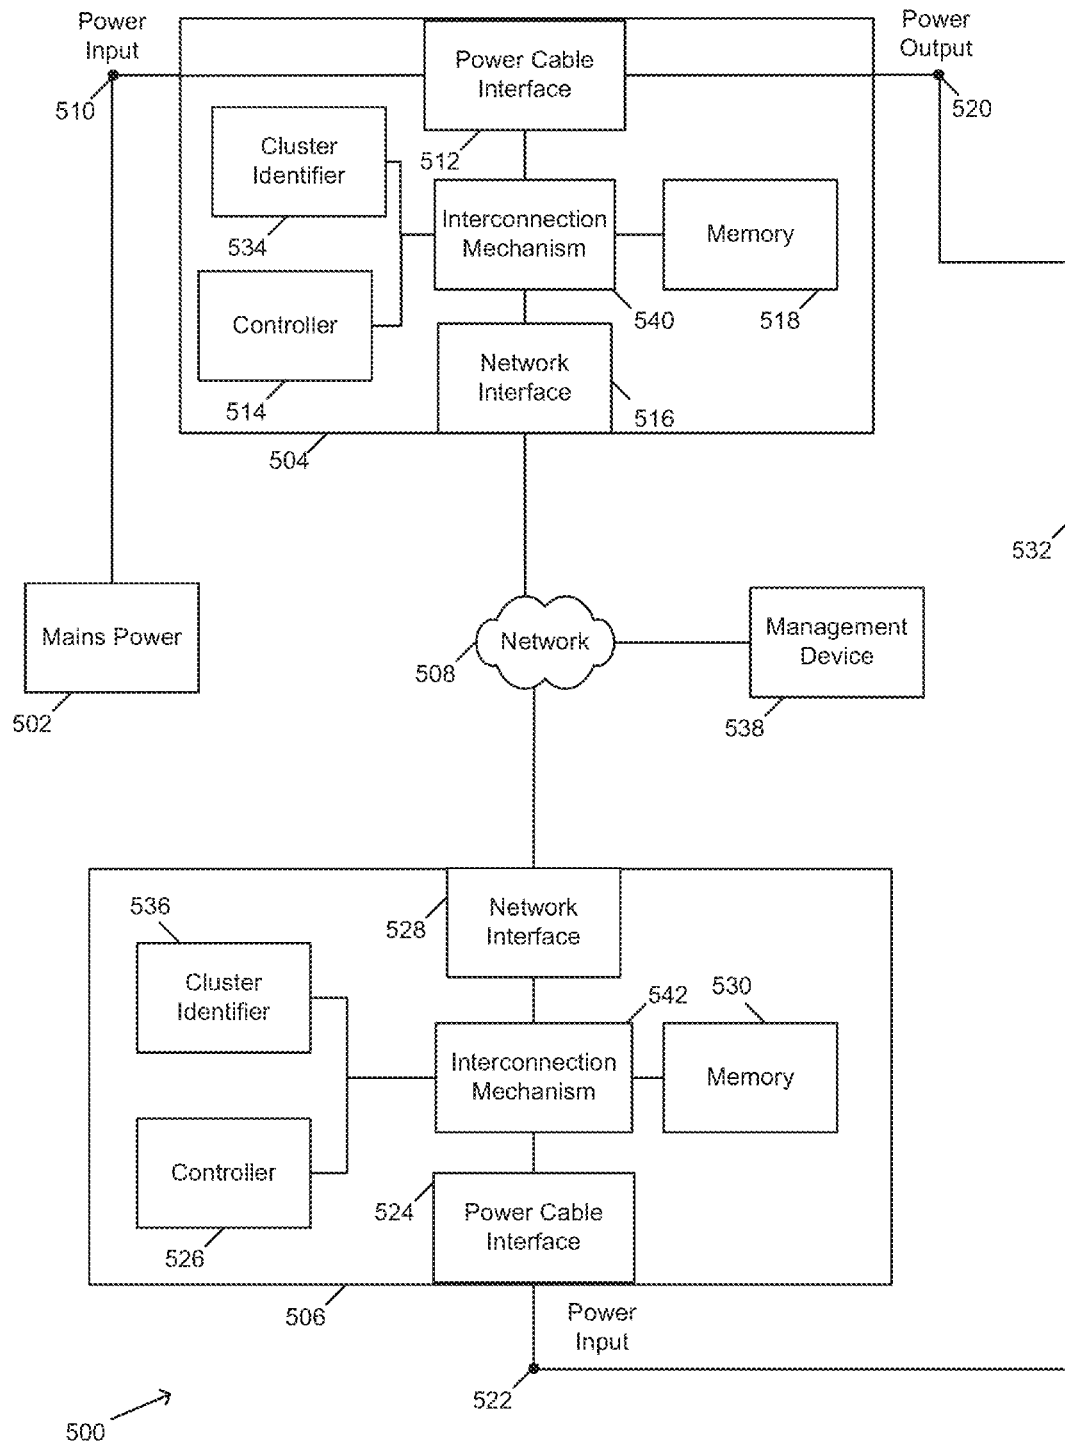 Power
Input
510
Power
Output
520
Power Cable
Interface
512
Cluster
Identifier
534
Interconnection
Mechanism
540
Memory
518
Controller
514
Network
Interface
516
504
532
Mains Power
502
Network
508
Management
Device
538
Network
Interface
528
536
Cluster
Identifier
542
530
Interconnection
Mechanism
Memory
Controller
526
524
Power Cable
Interface
506
Power
Input
522
500